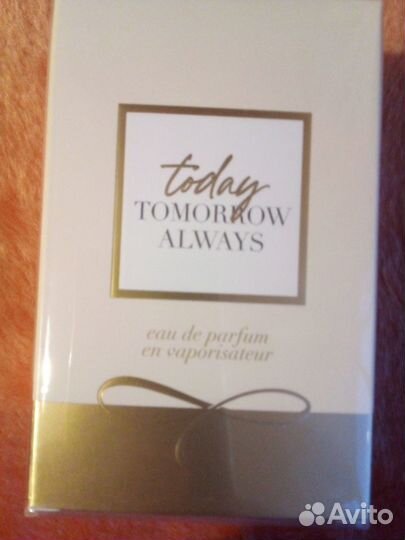 today
TOMORROW
ALWAYS
eau de parfum
en vaporisateur
Avito